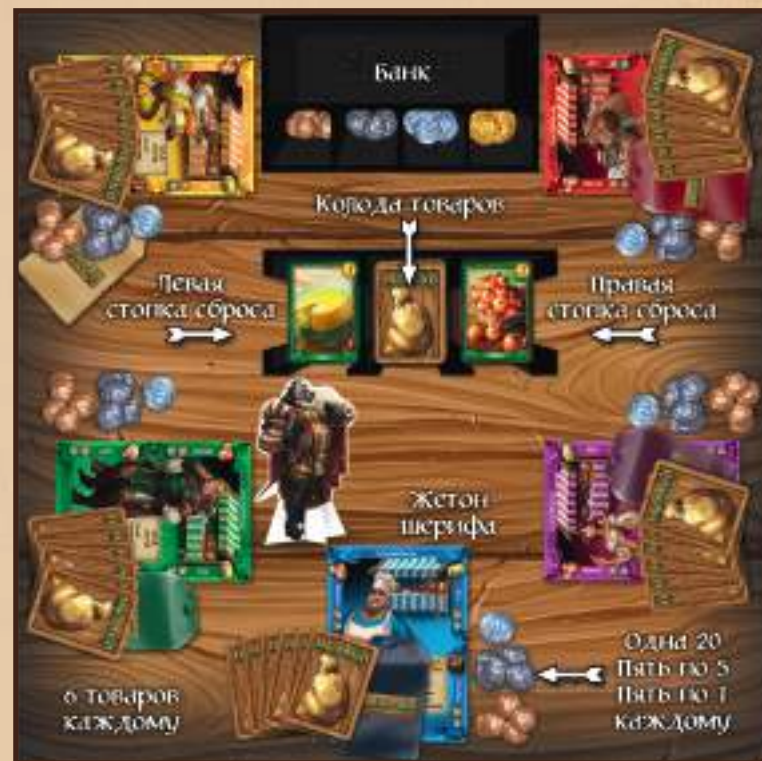 Банк
Колода товаров
Левая
стопка сброса
Правая
стопка сброса
Жетон
шерифа
6 товаров
каждому
Одна 20
Пять по 5
Пять по 1
каждому